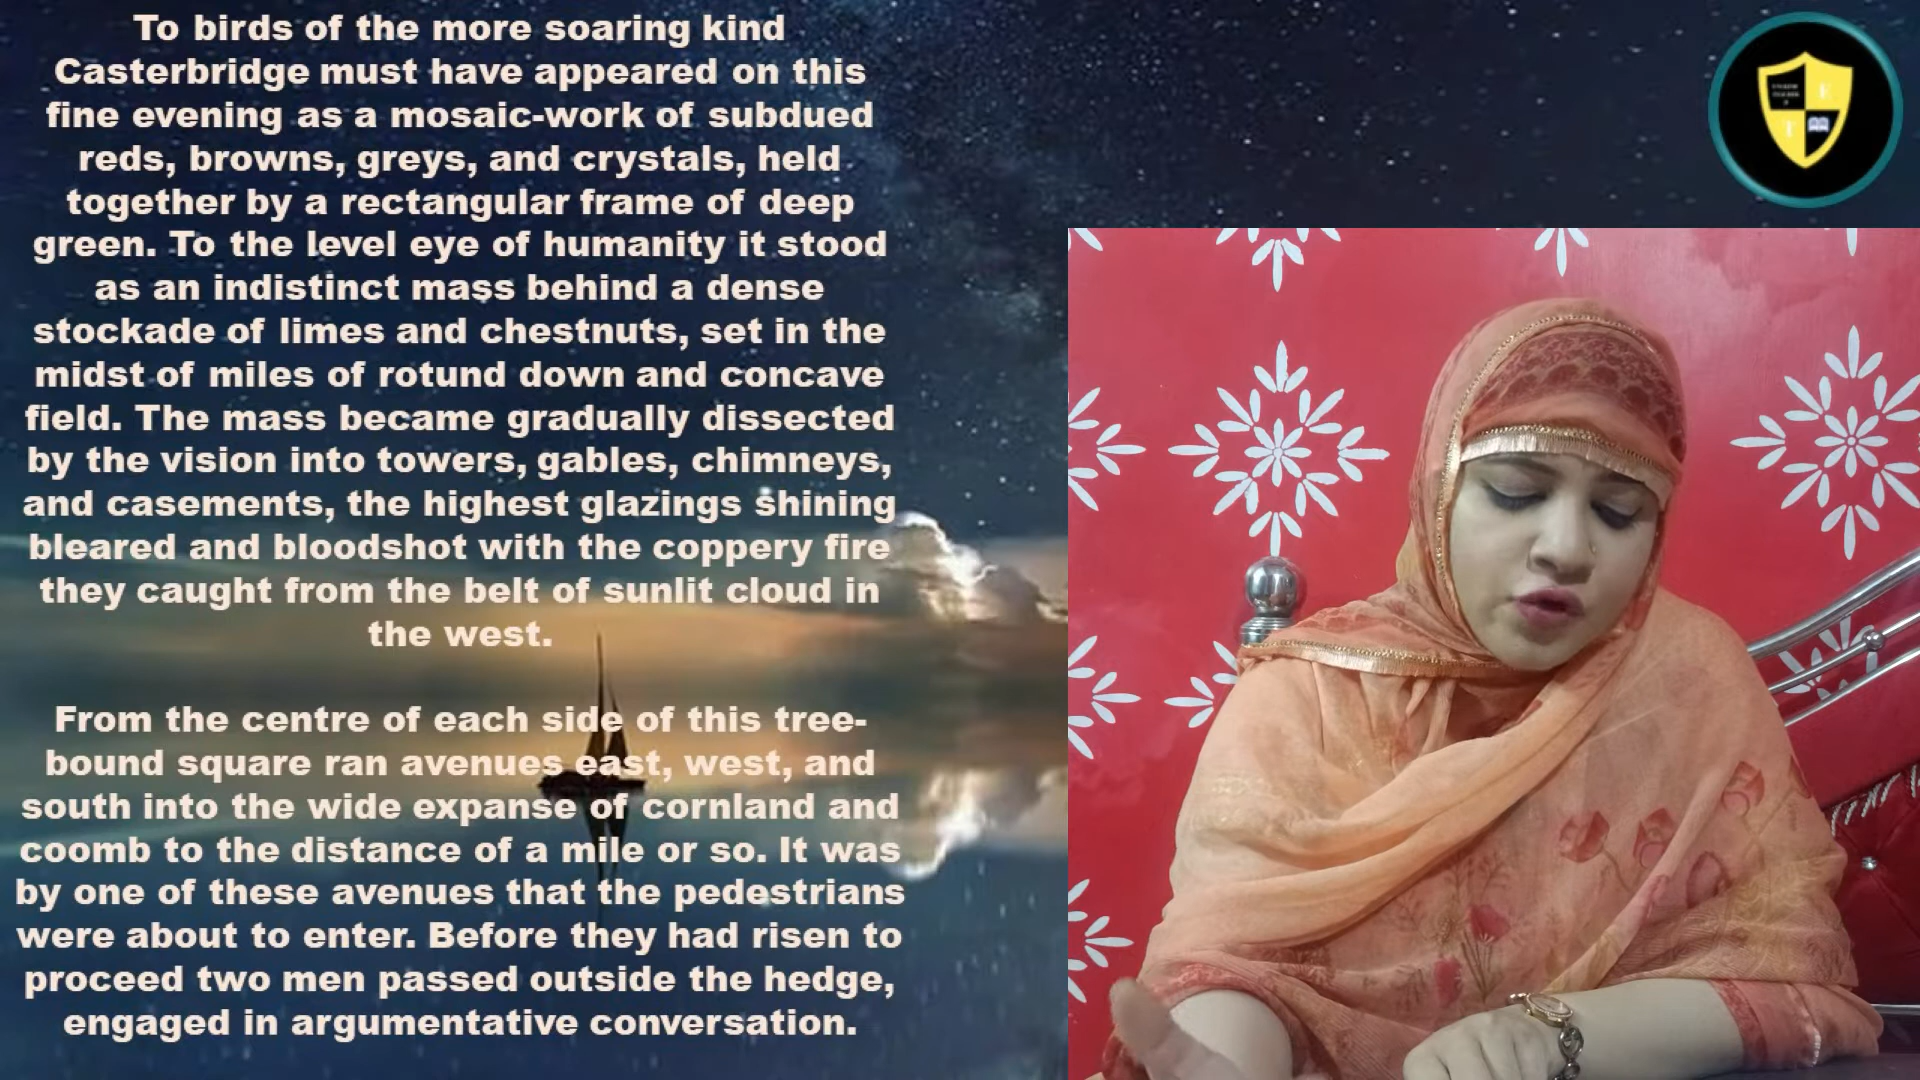 To birds of the more soaring kind
Casterbridge must have appeared on this
fine evening as a mosaic-work of subdued
reds, browns, greys, and crystals, held
together by a rectangular frame of deep
green. To the level eye of humanity it stood
as an indistinct mass behind a dense
stockade of limes and chestnuts, set in the
midst of miles of rotund down and concave
field. The mass became gradually dissected
by the vision into towers, gables, chimneys,
and casements, the highest glazings shining
bleared and bloodshot with the coppery fire
they caught from the belt of sunlit cloud in
the west.
From the centre of each side of this tree-
bound square ran avenues east, west, and
south into the wide expanse of cornland and
coomb to the distance of a mile or so. It was
by one of these avenues that the pedestrians
were about to enter. Before they had risen to
proceed two men passed outside the hedge,
engaged in argumentative conversation.
E
T